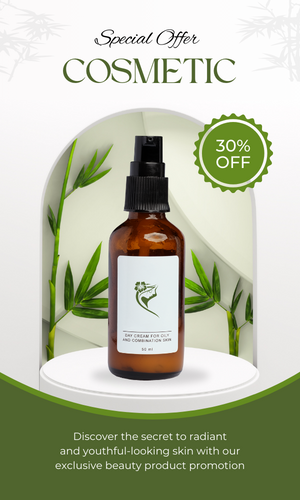 Special Offer
COSMETIC
30%
OFF
DAY CREAM FOR OILY
AND COMBINATION SKIN
50 ml
Discover the secret to radiant
and youthful-looking skin with our
exclusive beauty product promotion